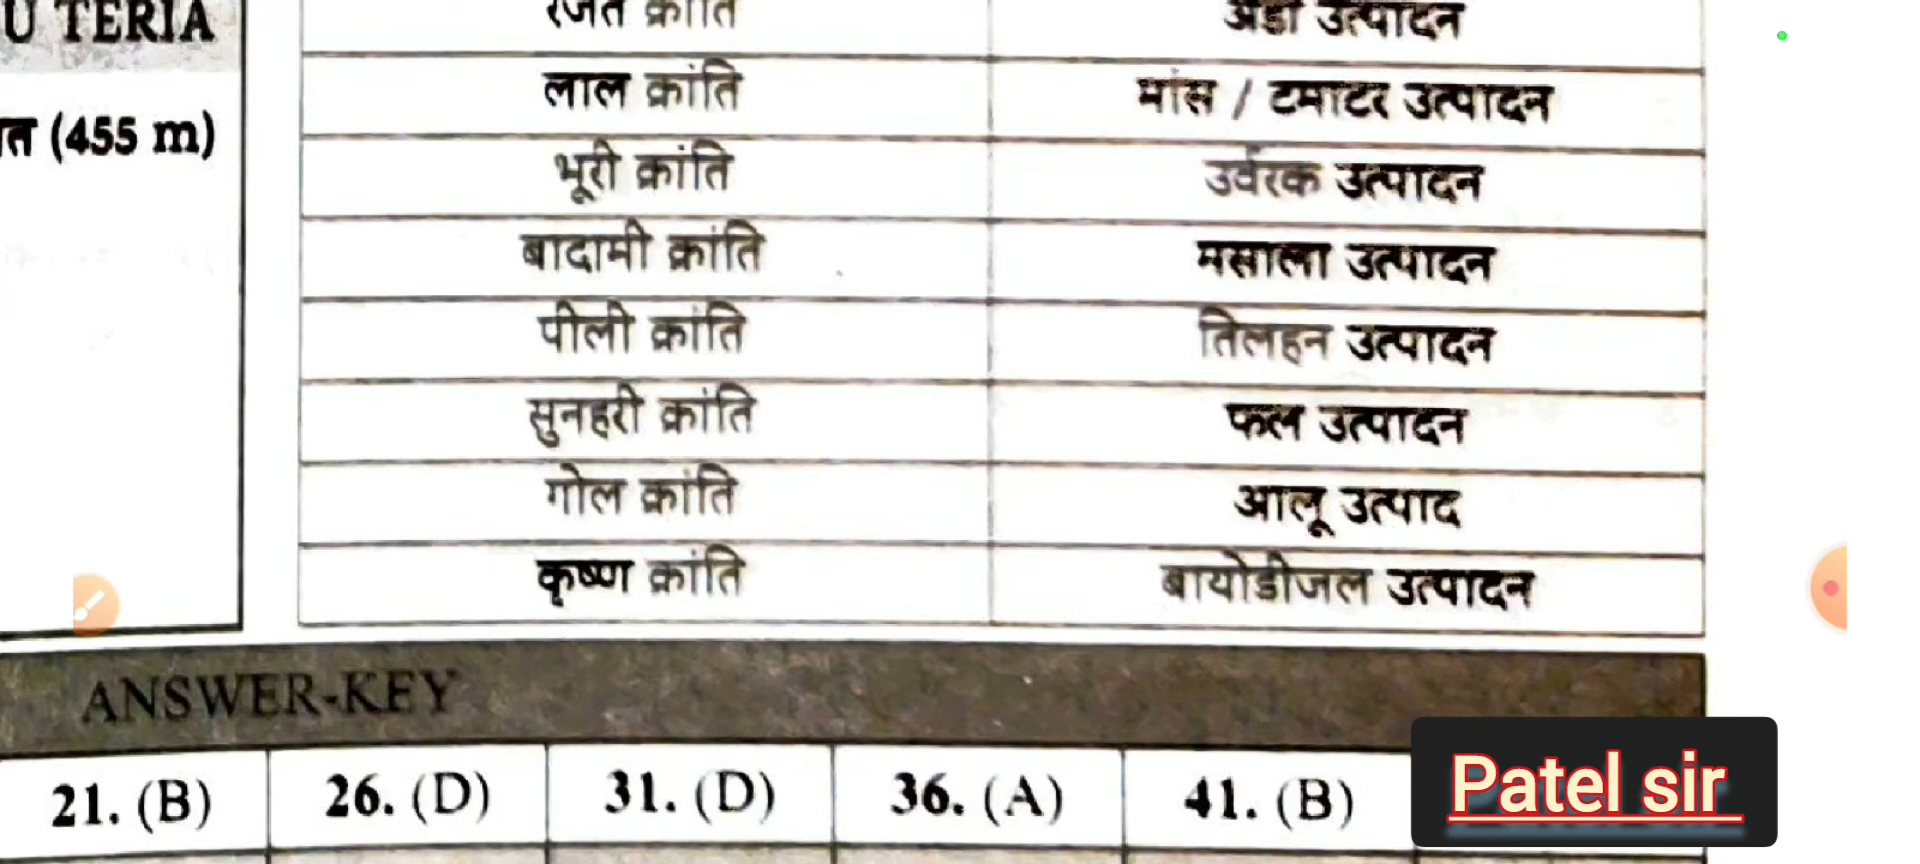 U TERIA
त (455 m)
रजत क्रांति अंडा उत्पादन
लाल क्रांति मांस / टमाटर उत्पादन
भूरी क्रांति उर्वरक उत्पादन
बादामी क्रांति मसाला उत्पादन
पीली क्रांति तिलहन उत्पादन
सुनहरी क्रांति फल उत्पादन
गोल क्रांति आलू उत्पाद
कृष्ण क्रांति बायोडीजल उत्पादन
ANSWER-KEY
21. (B) 26. (D) 31. (D) 36. (A) 41. (B)
Patel sir